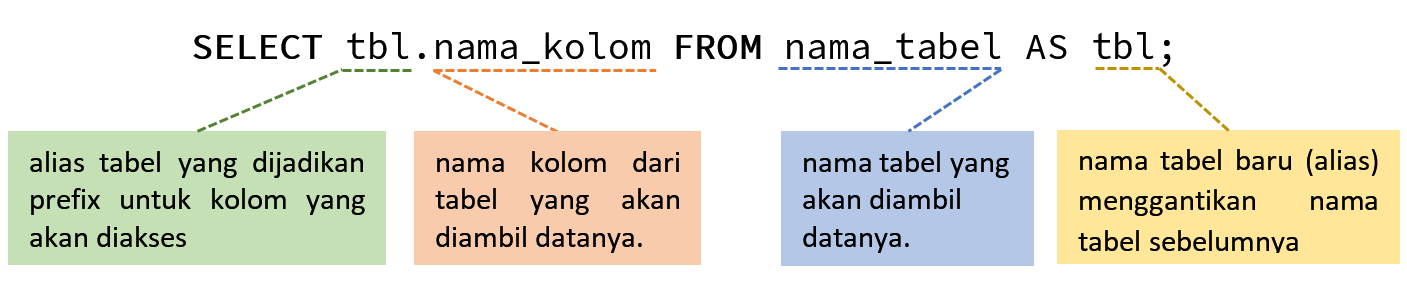 SELECT tbl.nama_kolom FROM nama_tabel AS tbl;
alias tabel yang dijadikan
prefix untuk kolom yang
akan diakses
nama kolom dari
tabel yang akan
diambil datanya.
nama tabel yang
akan diambil
datanya.
nama tabel baru (alias)
menggantikan nama
tabel sebelumnya